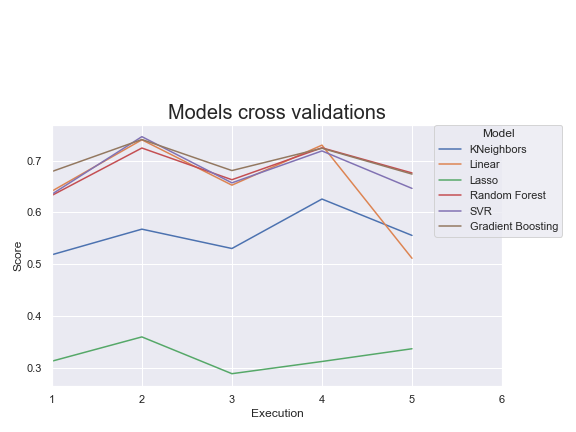 Models cross validations
Model
KNeighbors
Linear
Lasso
Random Forest
SVR
Gradient Boosting
Score
0.7
0.6
0.5
0.4
0.3
1 2 3 4 5 6
Execution